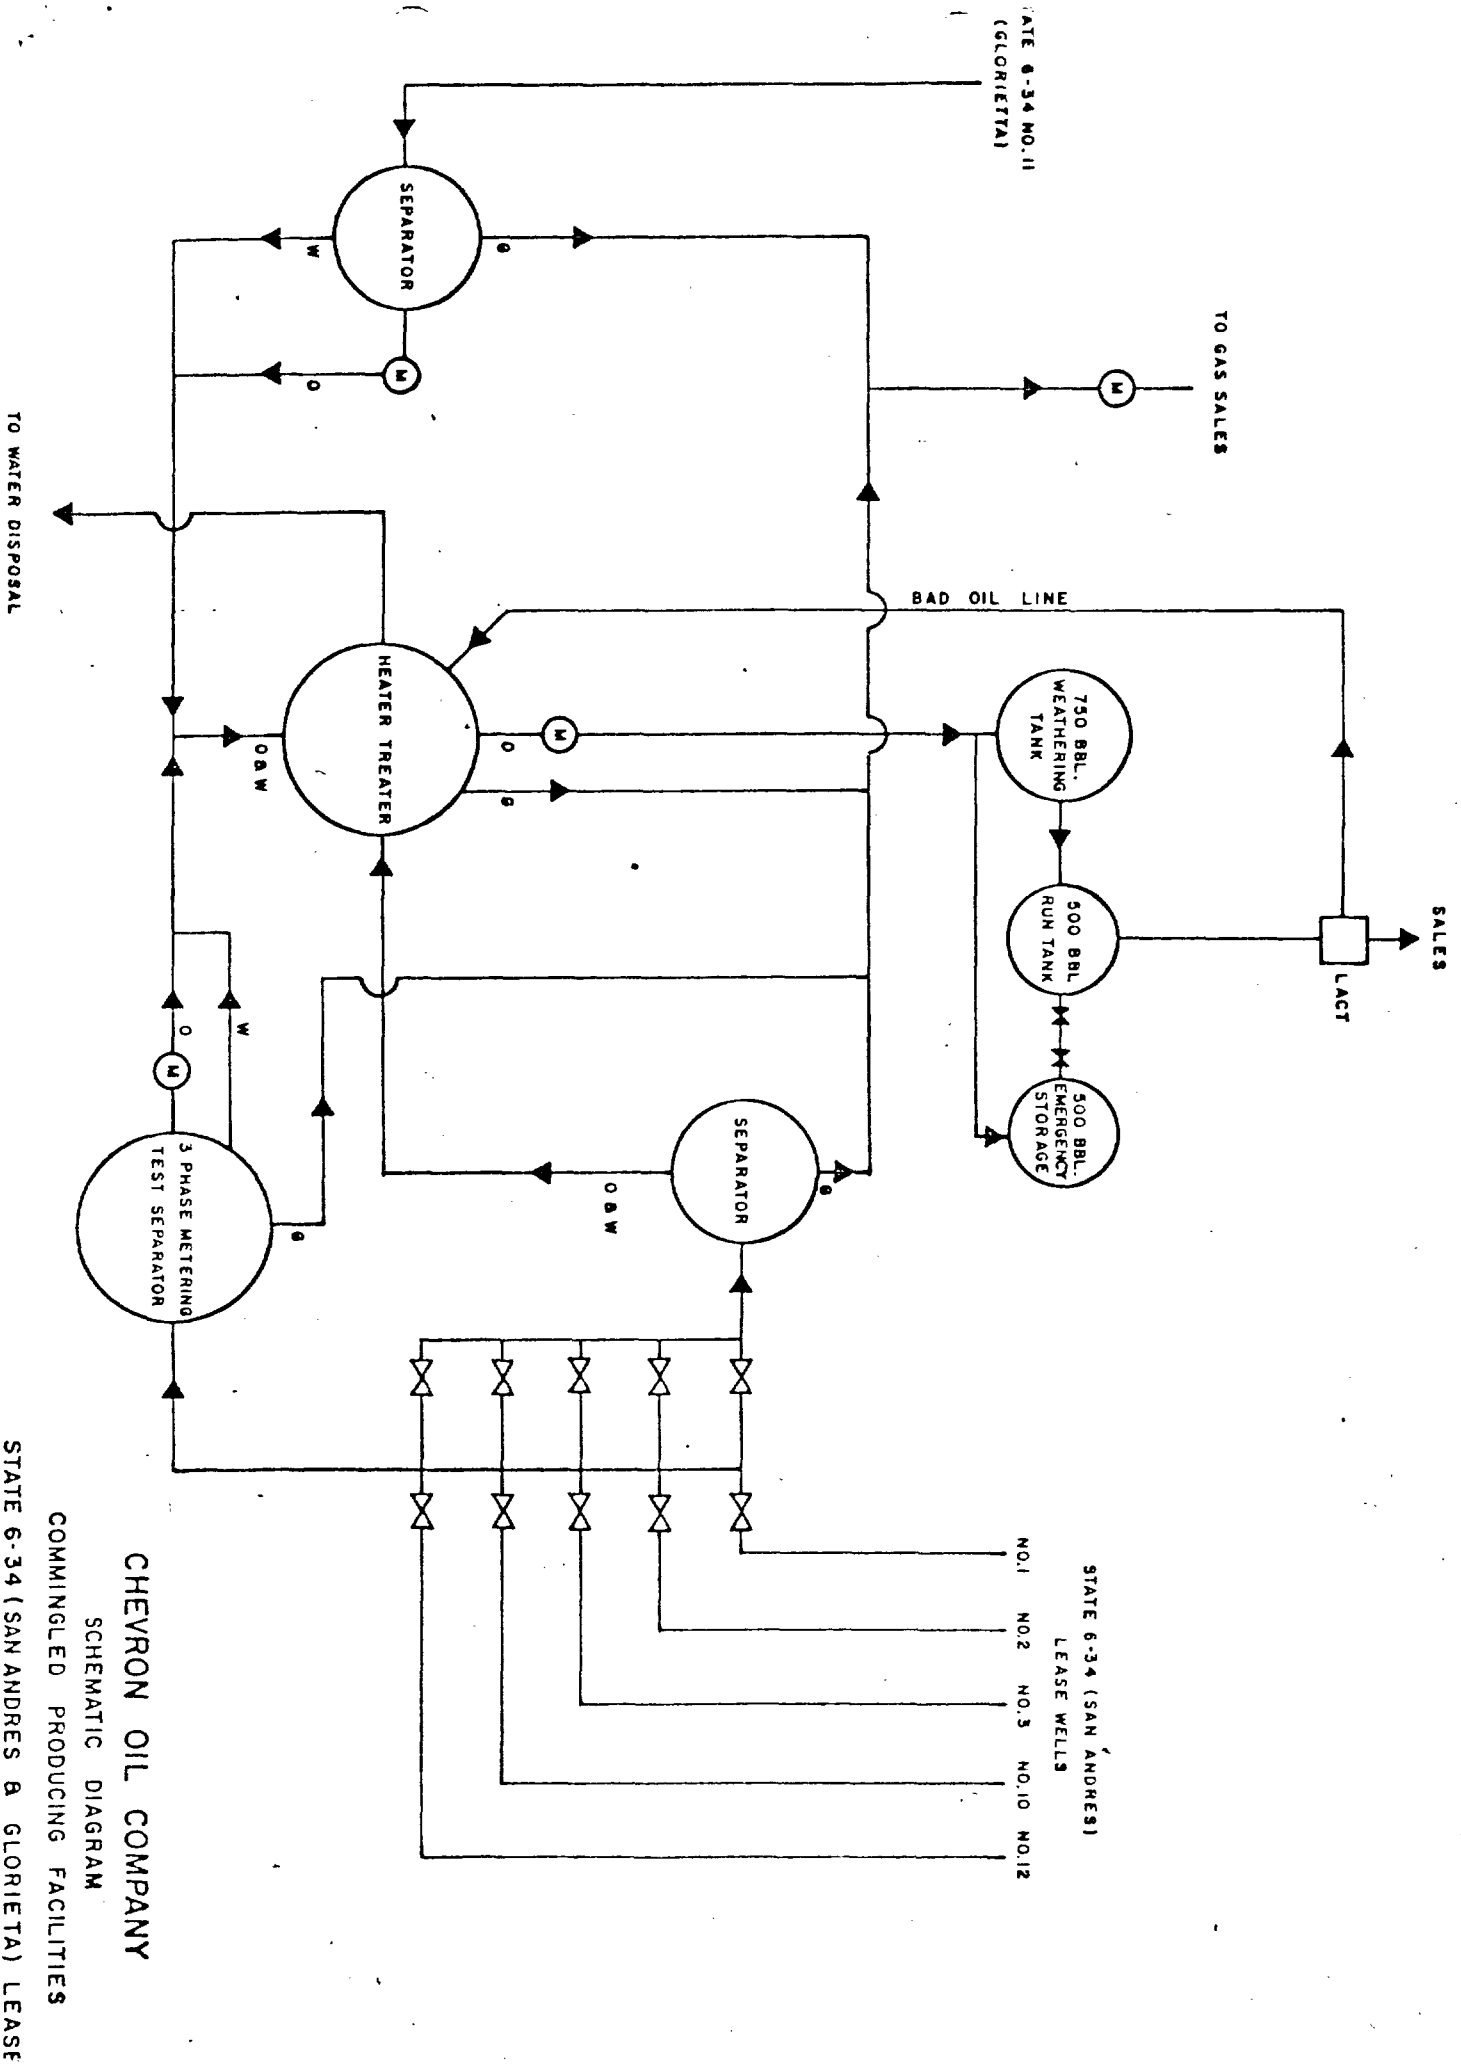 SALES
LACT
TO GAS SALES
BAD OIL LINE
750 BBL.
WEATHERING
TANK
500 BBL
RUN TANK
500 BBL.
EMERGENCY
STORAGE
STATE 6-34 (SAN ANDRES)
LEASE WELLS
NO.1 NO.2 NO.3 NO.10 NO.12
ATE 6-34 NO.11
(GLORIETTA)
SEPARATOR
G
W
M
O
M
HEATER TREATER
O
M
G
O & W
SEPARATOR
G
O & W
3 PHASE METERING
TEST SEPARATOR
G
W
O
M
TO WATER DISPOSAL
CHEVRON OIL COMPANY
SCHEMATIC DIAGRAM
COMMINGLED PRODUCING FACILITIES
STATE 6-34 (SAN ANDRES & GLORIETA) LEASE